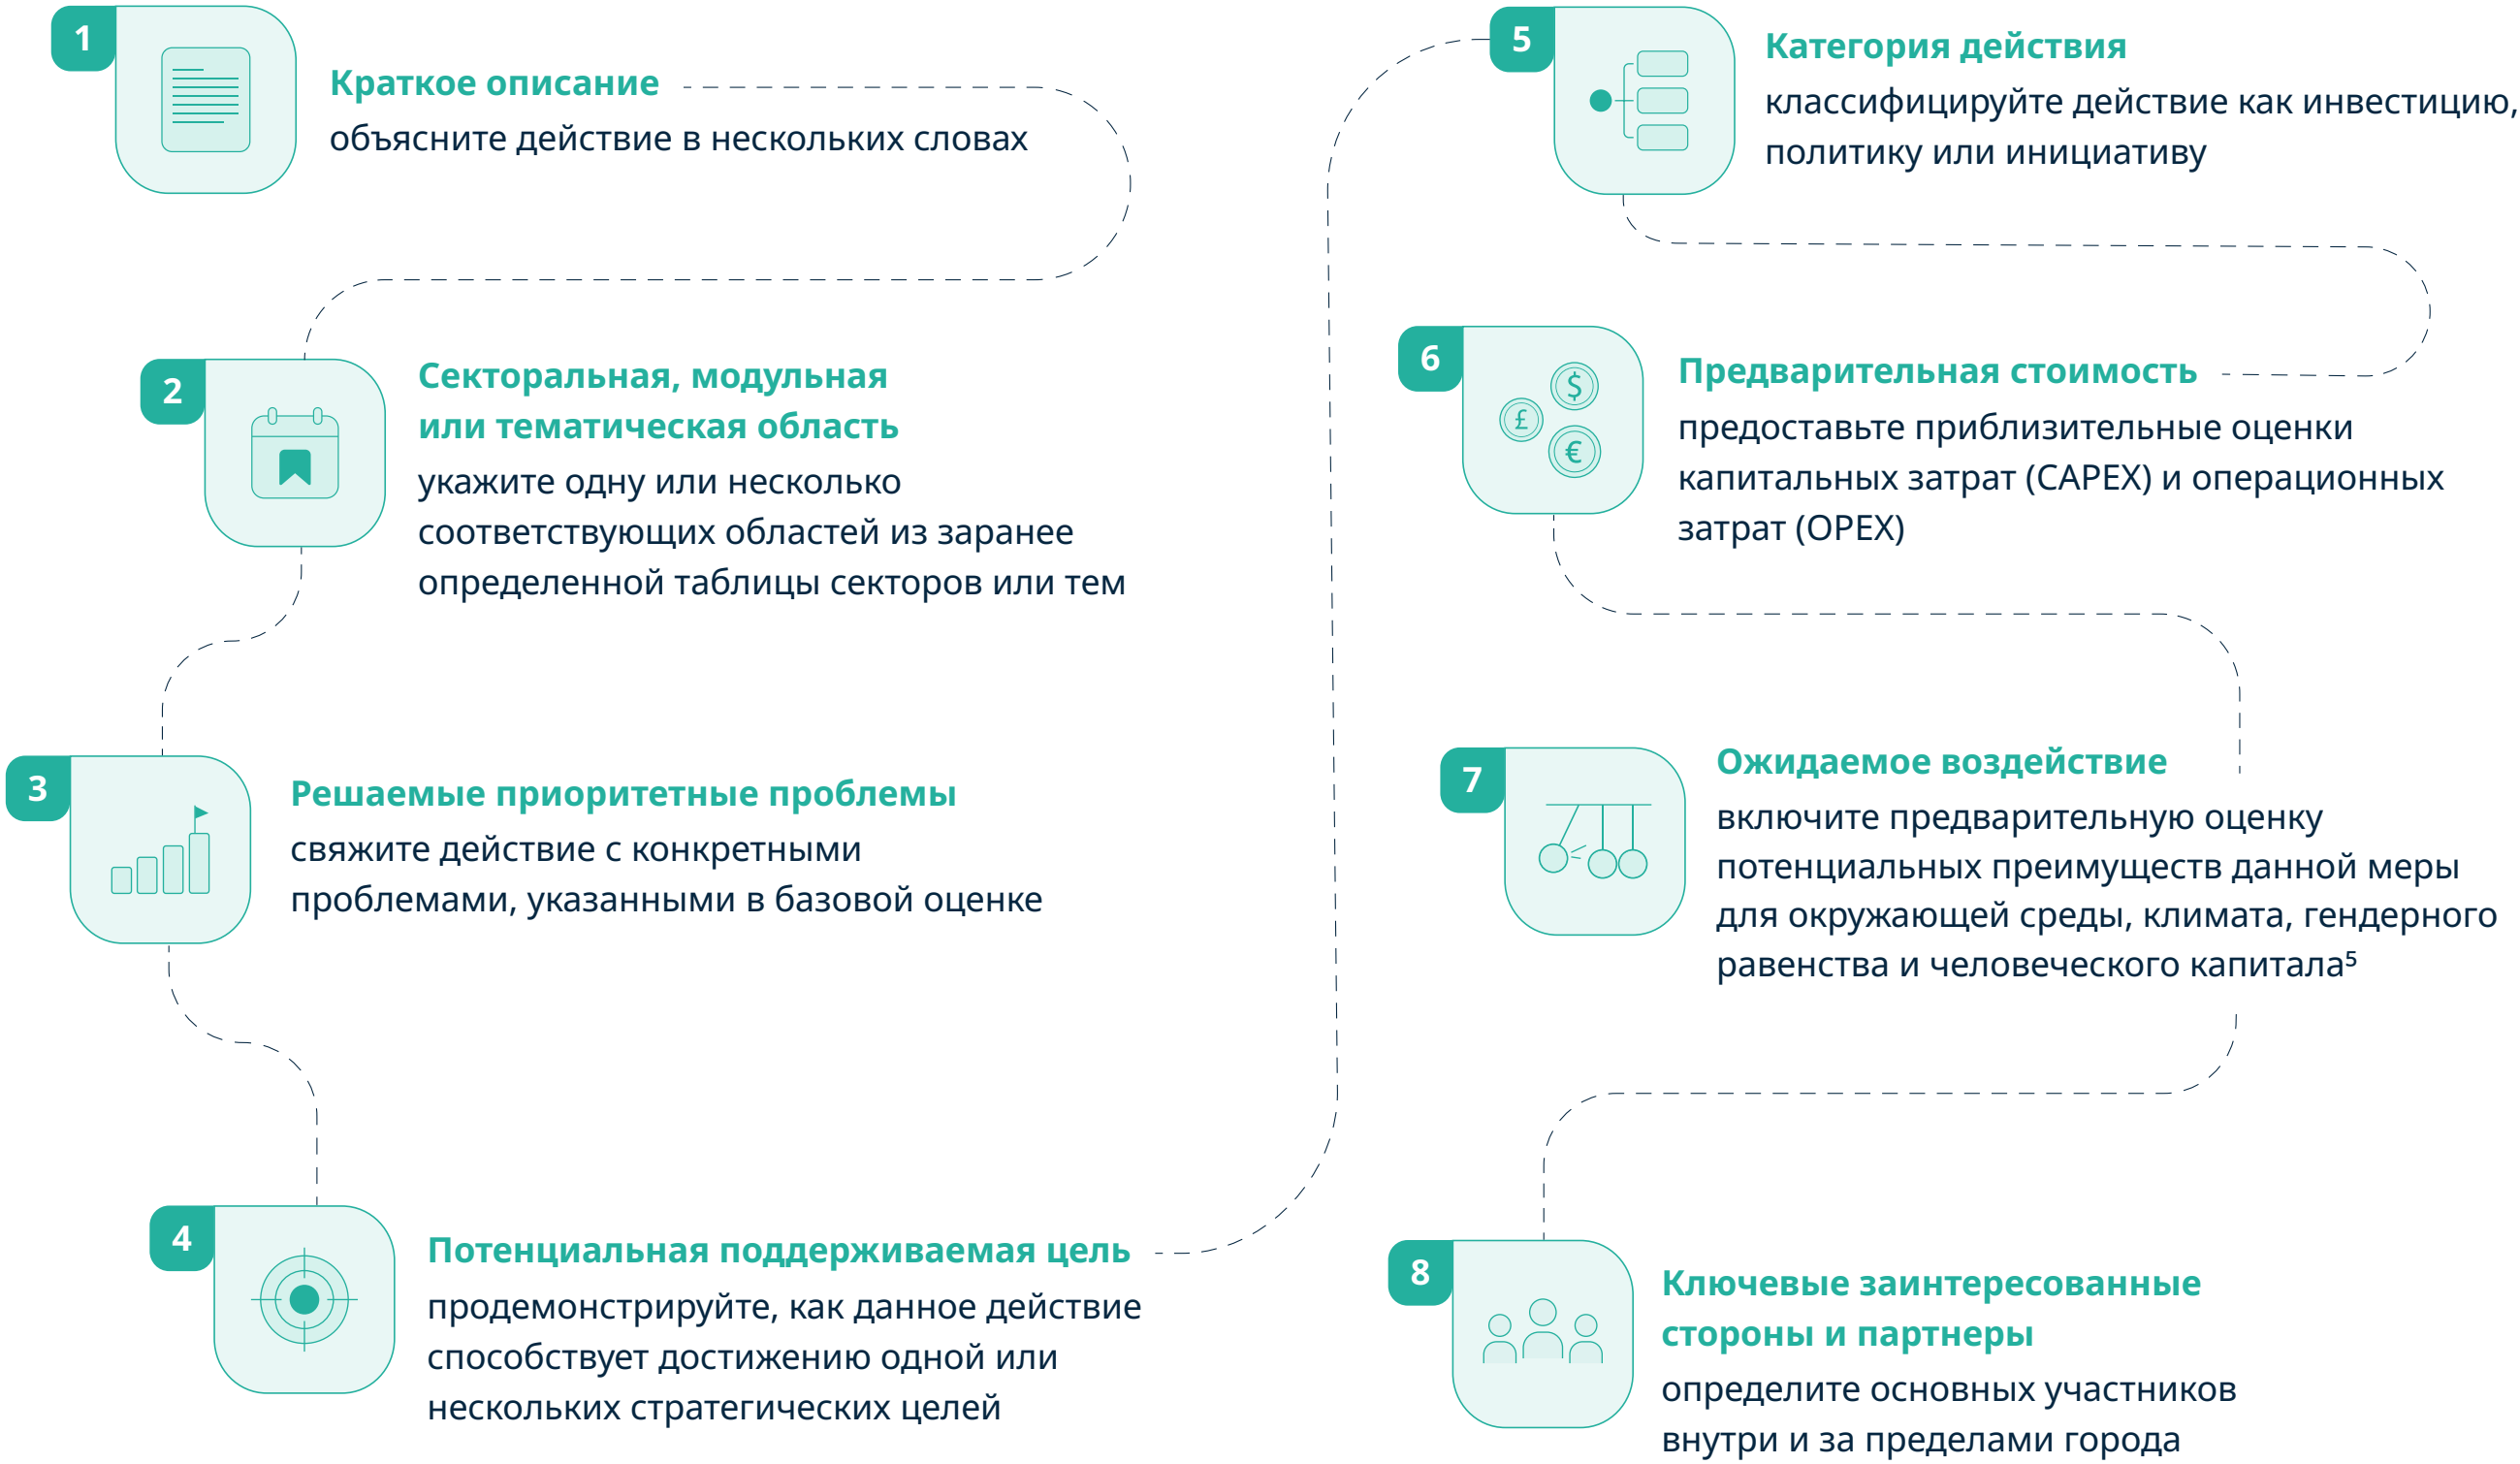 1
Краткое описание
объясните действие в нескольких словах
2
Секторальная, модульная
или тематическая область
укажите одну или несколько
соответствующих областей из заранее
определенной таблицы секторов или тем
3
Решаемые приоритетные проблемы
свяжите действие с конкретными
проблемами, указанными в базовой оценке
4
Потенциальная поддерживаемая цель
продемонстрируйте, как данное действие
способствует достижению одной или
нескольких стратегических целей
5
Категория действия
классифицируйте действие как инвестицию,
политику или инициативу
6
$
£
€
Предварительная стоимость
предоставьте приблизительные оценки
капитальных затрат (CAPEX) и операционных
затрат (OPEX)
7
Ожидаемое воздействие
включите предварительную оценку
потенциальных преимуществ данной меры
для окружающей среды, климата, гендерного
равенства и человеческого капитала⁵
8
Ключевые заинтересованные
стороны и партнеры
определите основных участников
внутри и за пределами города